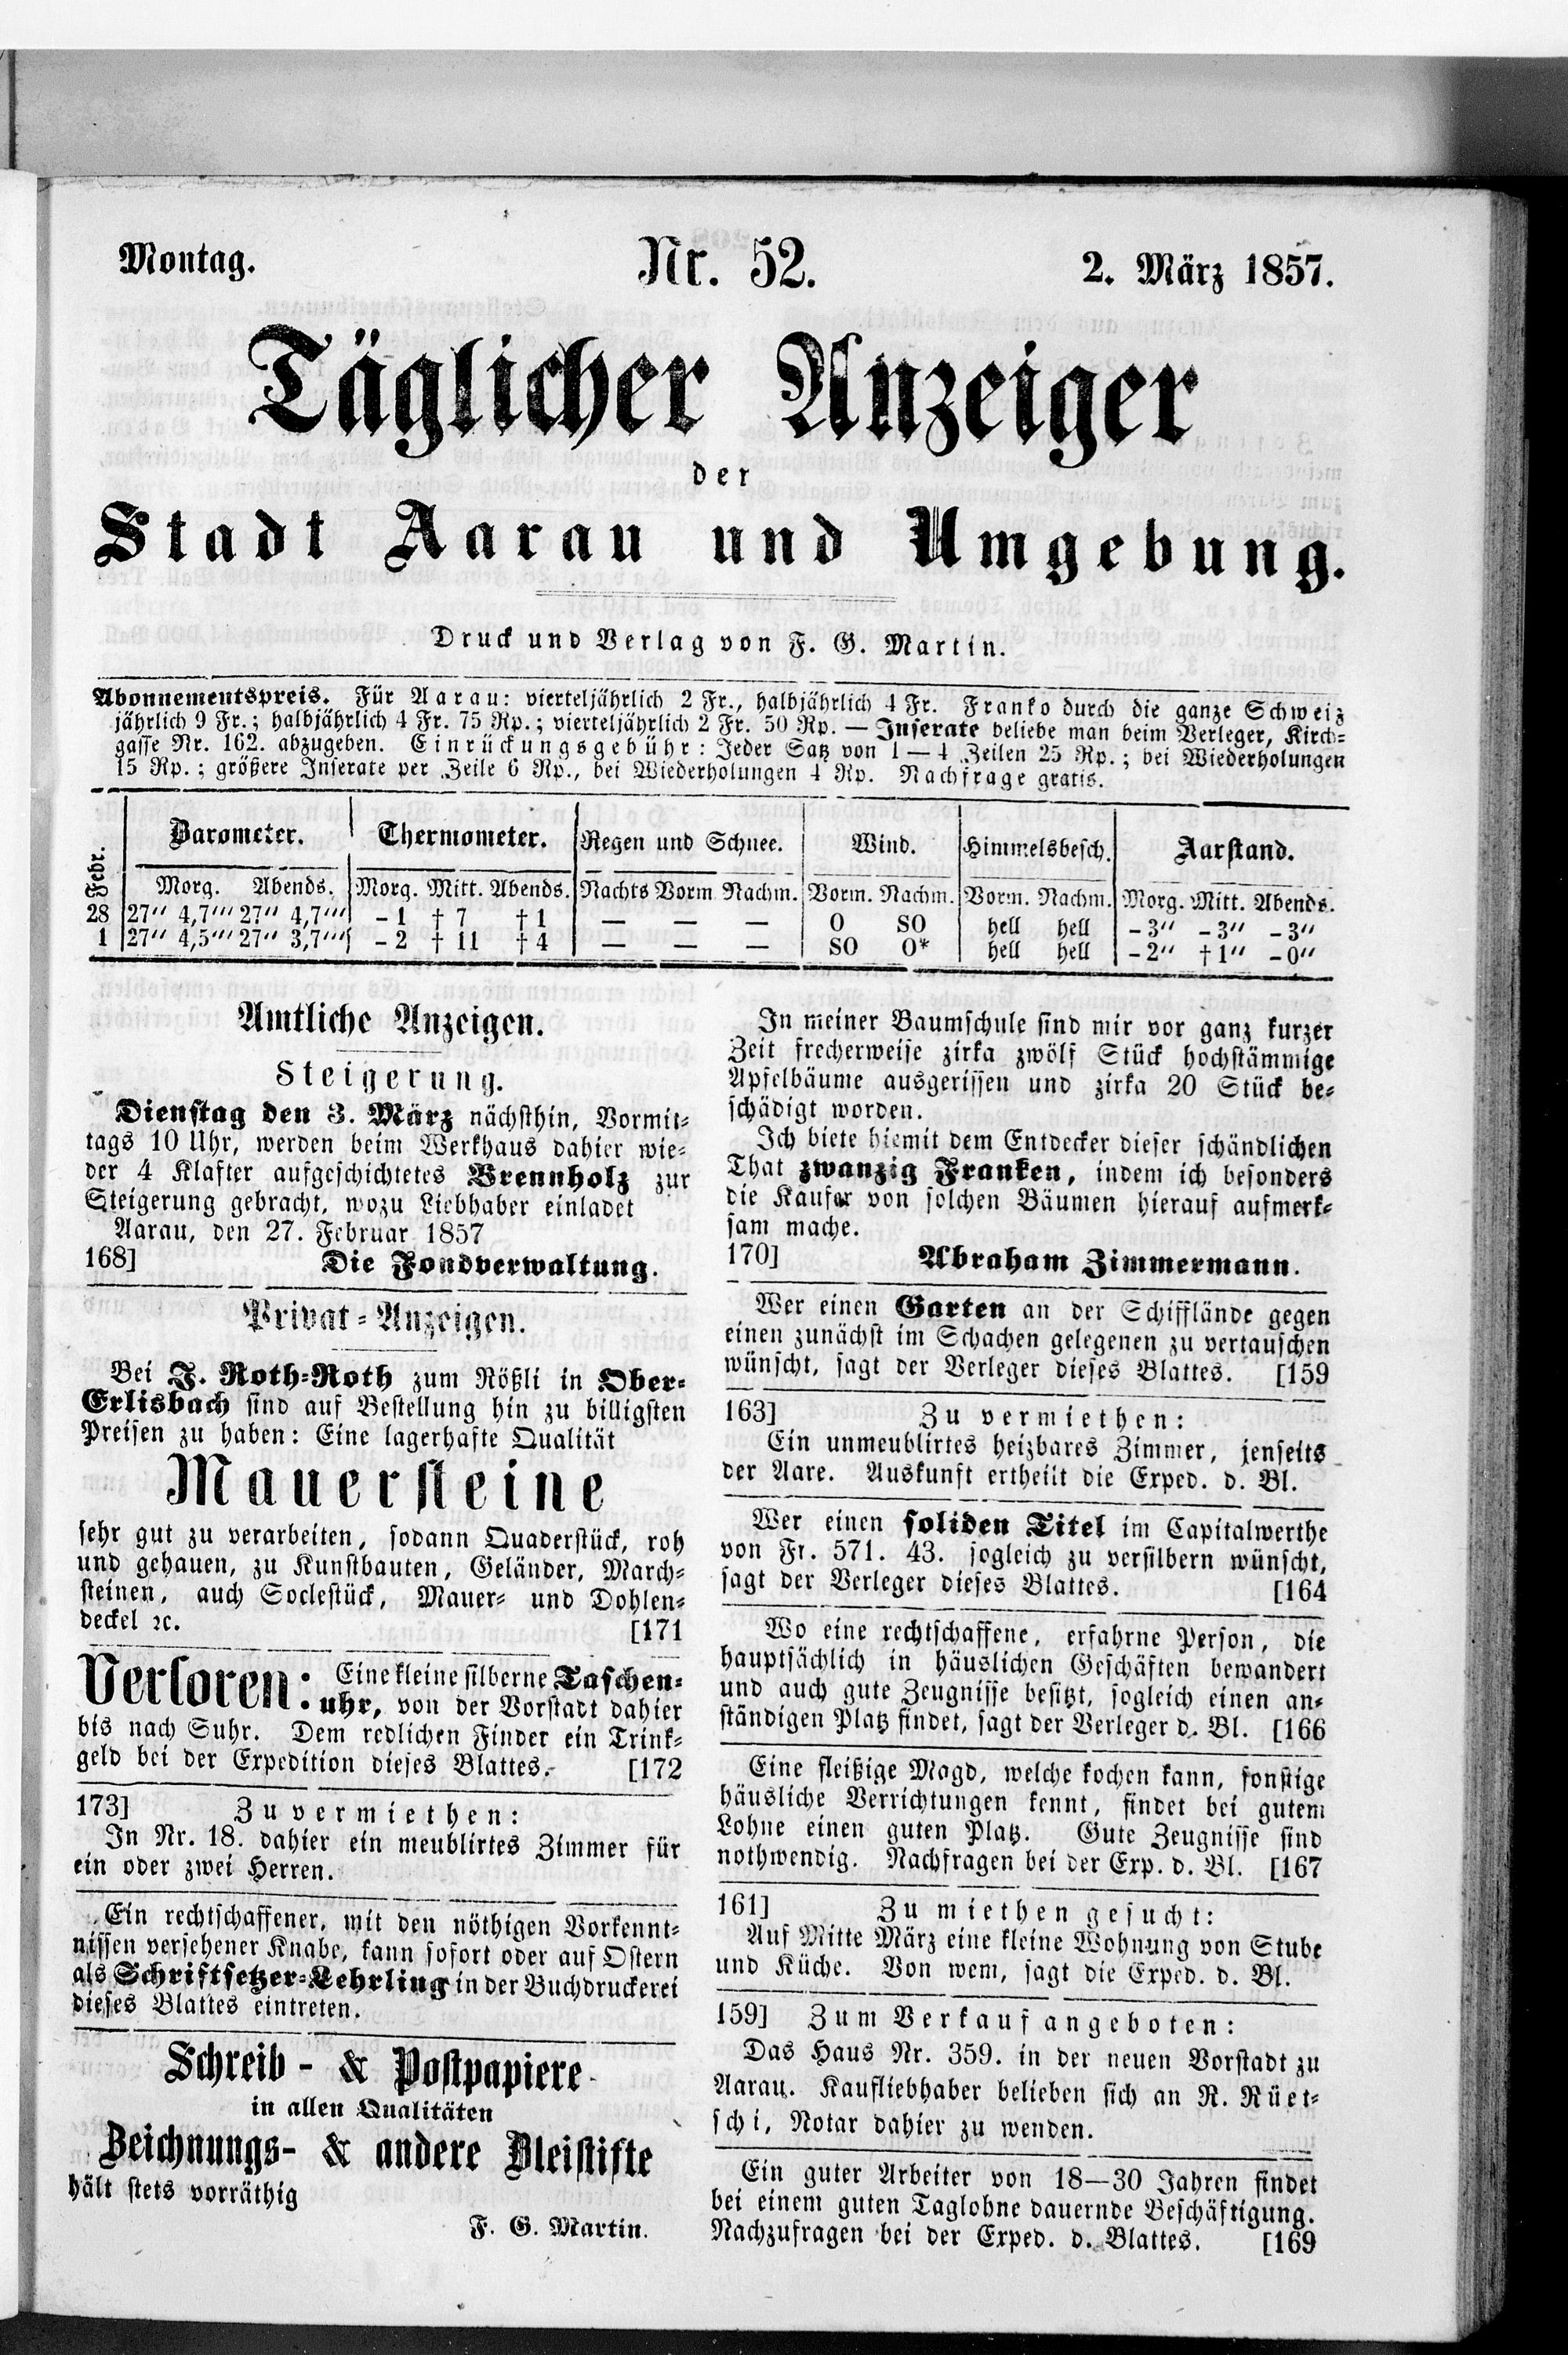 Montag.
Nr. 52.
2. März 1857.
Täglicher Anzeiger
der
Stadt Aarau und Umgebung.
Druck und Verlag von F. G. Martin.
Abonnementspreis. Für Aarau: vierteljährlich 2 Fr., halbjährlich 4 Fr. Franko durch die ganze Schweiz
jährlich 9 Fr.; halbjährlich 4 Fr. 75 Rp.; vierteljährlich 2 Fr. 50 Rp. — Inserate beliebe man beim Verleger, Kirch-
gasse Nr. 162. abzugeben. Einrückungsgebühr: Jeder Satz von 1—4 Zeilen 25 Rp.; bei Wiederholungen
15 Rp.; größere Inserate per Zeile 6 Rp., bei Wiederholungen 4 Rp. Nachfrage gratis.
Febr. Barometer. Thermometer. Regen und Schnee. Wind. Himmelsbesch. Aarstand.
Morg. Abends. Morg. Mitt. Abends. Nachts Vorm Nachm. Vorm. Nachm. Vorm. Nachm. Morg. Mitt. Abends.
28 27″ 4,7‴ 27″ 4,7‴ - 1 † 7 † 1 — — — O SO hell hell - 3″ - 3″ - 3″
1 27″ 4,5‴ 27″ 3,7‴ - 2 † 11 † 4 — — — SO O* hell hell - 2″ † 1″ - 0″
Amtliche Anzeigen.
Steigerung.
Dienstag den 3. März nächsthin, Vormit-
tags 10 Uhr, werden beim Werkhaus dahier wie-
der 4 Klafter aufgeschichtetes Brennholz zur
Steigerung gebracht, wozu Liebhaber einladet
Aarau, den 27. Februar 1857
168] Die Fondverwaltung.
Privat-Anzeigen.
Bei J. Roth-Roth zum Rößli in Ober-
Erlisbach sind auf Bestellung hin zu billigsten
Preisen zu haben: Eine lagerhafte Qualität
Mauersteine
sehr gut zu verarbeiten, sodann Quaderstück, roh
und gehauen, zu Kunstbauten, Geländer, March-
steinen, auch Soclestück, Mauer- und Dohlen-
deckel ꝛc. [171
Verloren: Eine kleine silberne Taschen-
uhr, von der Vorstadt dahier
bis nach Suhr. Dem redlichen Finder ein Trink-
geld bei der Expedition dieses Blattes. [172
173] Zu vermiethen:
In Nr. 18. dahier ein meublirtes Zimmer für
ein oder zwei Herren.
Ein rechtschaffener, mit den nöthigen Vorkennt-
nissen versehener Knabe, kann sofort oder auf Ostern
als Schriftsetzer-Lehrling in der Buchdruckerei
dieses Blattes eintreten.
Schreib- & Postpapiere
in allen Qualitäten
Zeichnungs- & andere Bleistifte
hält stets vorräthig
F. G. Martin.
In meiner Baumschule sind mir vor ganz kurzer
Zeit frecherweise zirka zwölf Stück hochstämmige
Apfelbäume ausgerissen und zirka 20 Stück be-
schädigt worden.
Ich biete hiemit dem Entdecker dieser schändlichen
That zwanzig Franken, indem ich besonders
die Kaufer von solchen Bäumen hierauf aufmerk-
sam mache.
170] Abraham Zimmermann.
Wer einen Garten an der Schifflände gegen
einen zunächst im Schachen gelegenen zu vertauschen
wünscht, sagt der Verleger dieses Blattes. [159
163] Zu vermiethen:
Ein unmeublirtes heizbares Zimmer, jenseits
der Aare. Auskunft ertheilt die Exped. d. Bl.
Wer einen soliden Titel im Capitalwerthe
von Fr. 571. 43. sogleich zu versilbern wünscht,
sagt der Verleger dieses Blattes. [164
Wo eine rechtschaffene, erfahrne Person, die
hauptsächlich in häuslichen Geschäften bewandert
und auch gute Zeugnisse besitzt, sogleich einen an-
ständigen Platz findet, sagt der Verleger d. Bl. [166
Eine fleißige Magd, welche kochen kann, sonstige
häusliche Verrichtungen kennt, findet bei gutem
Lohne einen guten Platz. Gute Zeugnisse sind
nothwendig. Nachfragen bei der Exp. d. Bl. [167
161] Zu miethen gesucht:
Auf Mitte März eine kleine Wohnung von Stube
und Küche. Von wem, sagt die Exped. d. Bl.
159] Zum Verkauf angeboten:
Das Haus Nr. 359. in der neuen Vorstadt zu
Aarau. Kaufliebhaber belieben sich an R. Rüet-
schi, Notar dahier zu wenden.
Ein guter Arbeiter von 18—30 Jahren findet
bei einem guten Taglohne dauernde Beschäftigung.
Nachzufragen bei der Exped. d. Blattes. [169